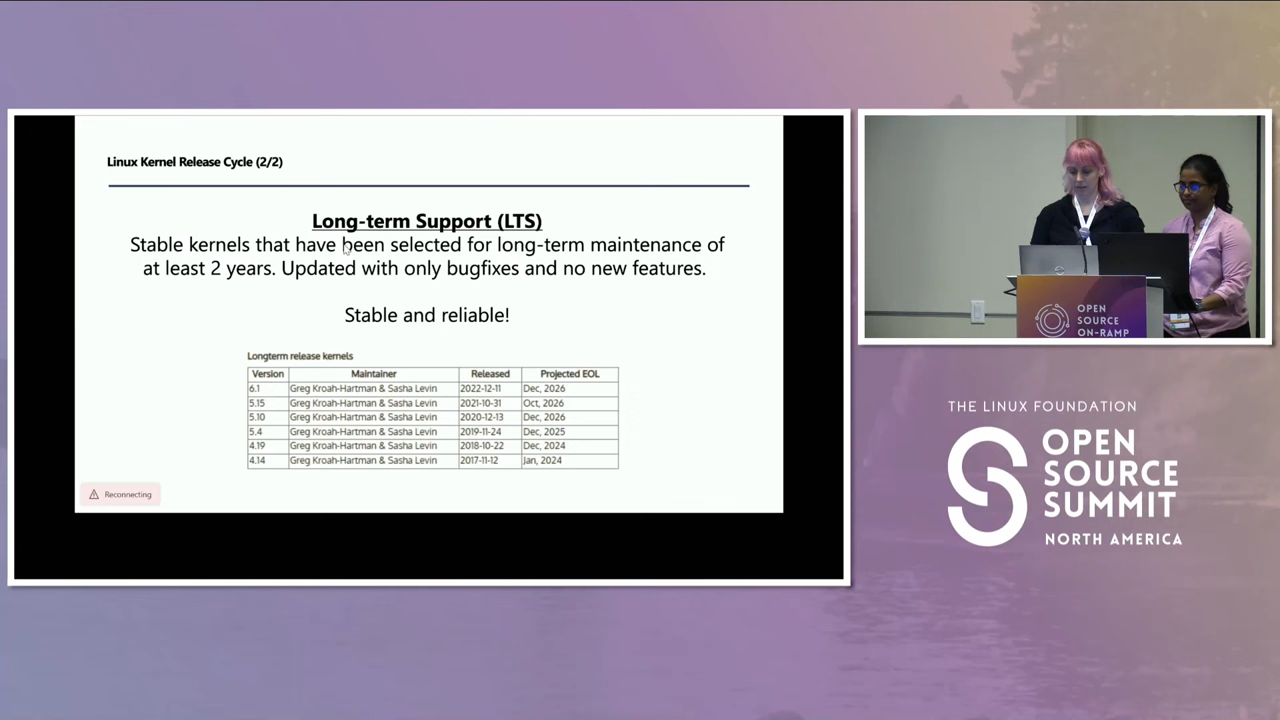 Linux Kernel Release Cycle (2/2)
Long-term Support (LTS)
Stable kernels that have been selected for long-term maintenance of
at least 2 years. Updated with only bugfixes and no new features.
Stable and reliable!
Longterm release kernels
Version Maintainer Released Projected EOL
6.1 Greg Kroah-Hartman & Sasha Levin 2022-12-11 Dec, 2026
5.15 Greg Kroah-Hartman & Sasha Levin 2021-10-31 Oct, 2026
5.10 Greg Kroah-Hartman & Sasha Levin 2020-12-13 Dec, 2026
5.4 Greg Kroah-Hartman & Sasha Levin 2019-11-24 Dec, 2025
4.19 Greg Kroah-Hartman & Sasha Levin 2018-10-22 Dec, 2024
4.14 Greg Kroah-Hartman & Sasha Levin 2017-11-12 Jan, 2024
Reconnecting
OPEN
SOURCE
ON-RAMP
THE LINUX FOUNDATION
OPEN
SOURCE
SUMMIT
NORTH AMERICA